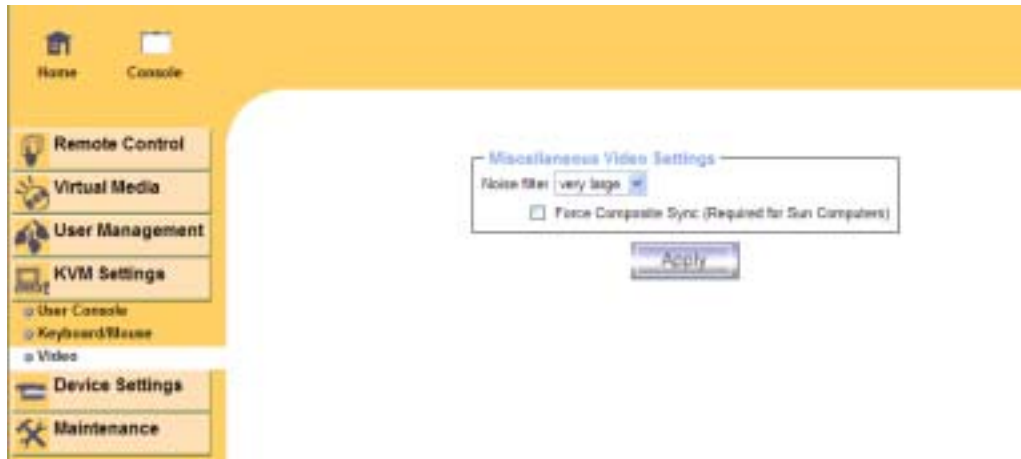 Home
Console
Remote Control
Virtual Media
User Management
KVM Settings
User Console
Keyboard/Mouse
Video
Device Settings
Maintenance
Miscellaneous Video Settings
Noise filter very large
Force Composite Sync (Required for Sun Computers)
Apply